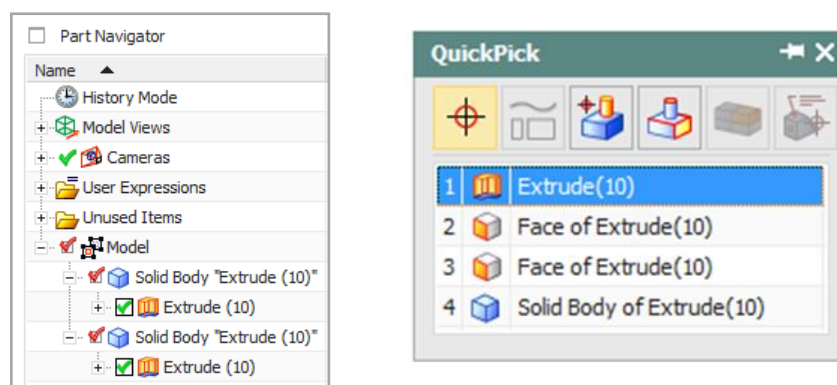 Part Navigator
Name
History Mode
Model Views
Cameras
User Expressions
Unused Items
Model
Solid Body "Extrude (10)"
Extrude (10)
Solid Body "Extrude (10)"
Extrude (10)
QuickPick
1 Extrude(10)
2 Face of Extrude(10)
3 Face of Extrude(10)
4 Solid Body of Extrude(10)